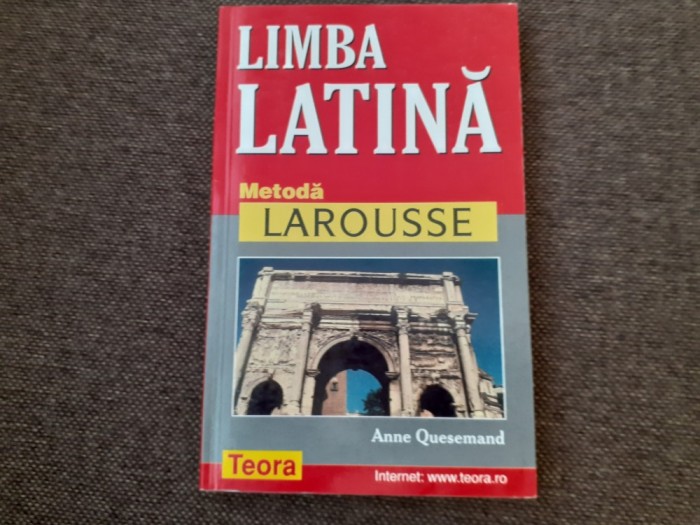 LIMBA
LATINĂ
Metodă
LAROUSSE
Anne Quesemand
Teora
Internet: www.teora.ro